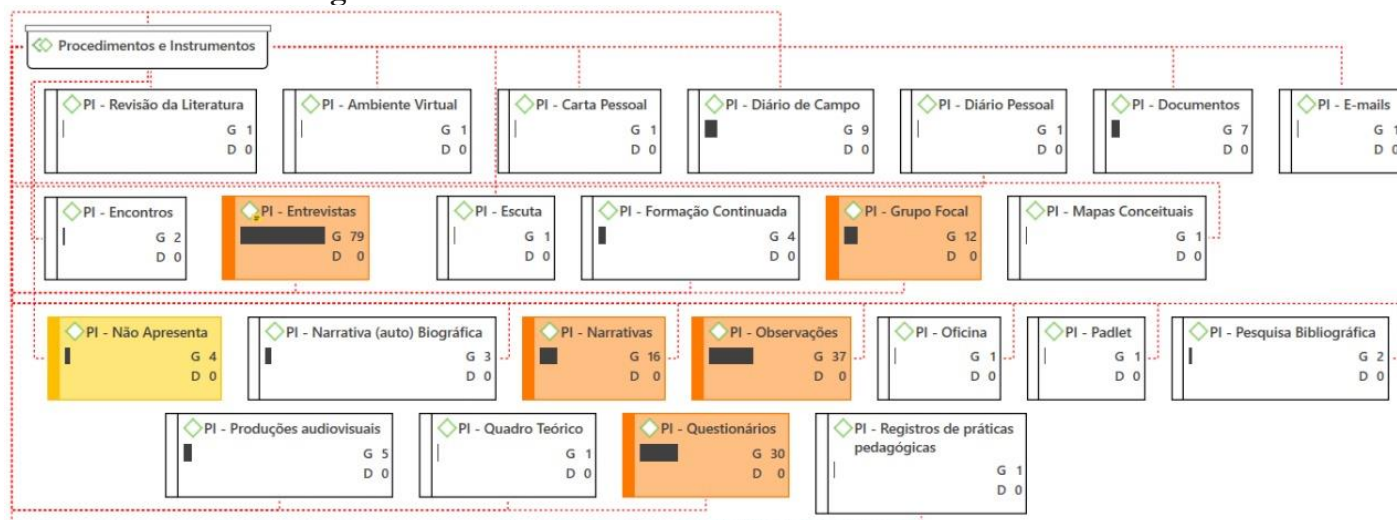 g
Procedimentos e Instrumentos
PI - Revisão da Literatura
G 1
D 0
PI - Ambiente Virtual
G 1
D 0
PI - Carta Pessoal
G 1
D 0
PI - Diário de Campo
G 9
D 0
PI - Diário Pessoal
G 1
D 0
PI - Documentos
G 7
D 0
PI - E-mails
G 1
D 0
PI - Encontros
G 2
D 0
PI - Entrevistas
G 79
D 0
PI - Escuta
G 1
D 0
PI - Formação Continuada
G 4
D 0
PI - Grupo Focal
G 12
D 0
PI - Mapas Conceituais
G 1
D 0
PI - Não Apresenta
G 4
D 0
PI - Narrativa (auto) Biográfica
G 3
D 0
PI - Narrativas
G 16
D 0
PI - Observações
G 37
D 0
PI - Oficina
G 1
D 0
PI - Padlet
G 1
D 0
PI - Pesquisa Bibliográfica
G 2
D 0
PI - Produções audiovisuais
G 5
D 0
PI - Quadro Teórico
G 1
D 0
PI - Questionários
G 30
D 0
PI - Registros de práticas
pedagógicas
G 1
D 0